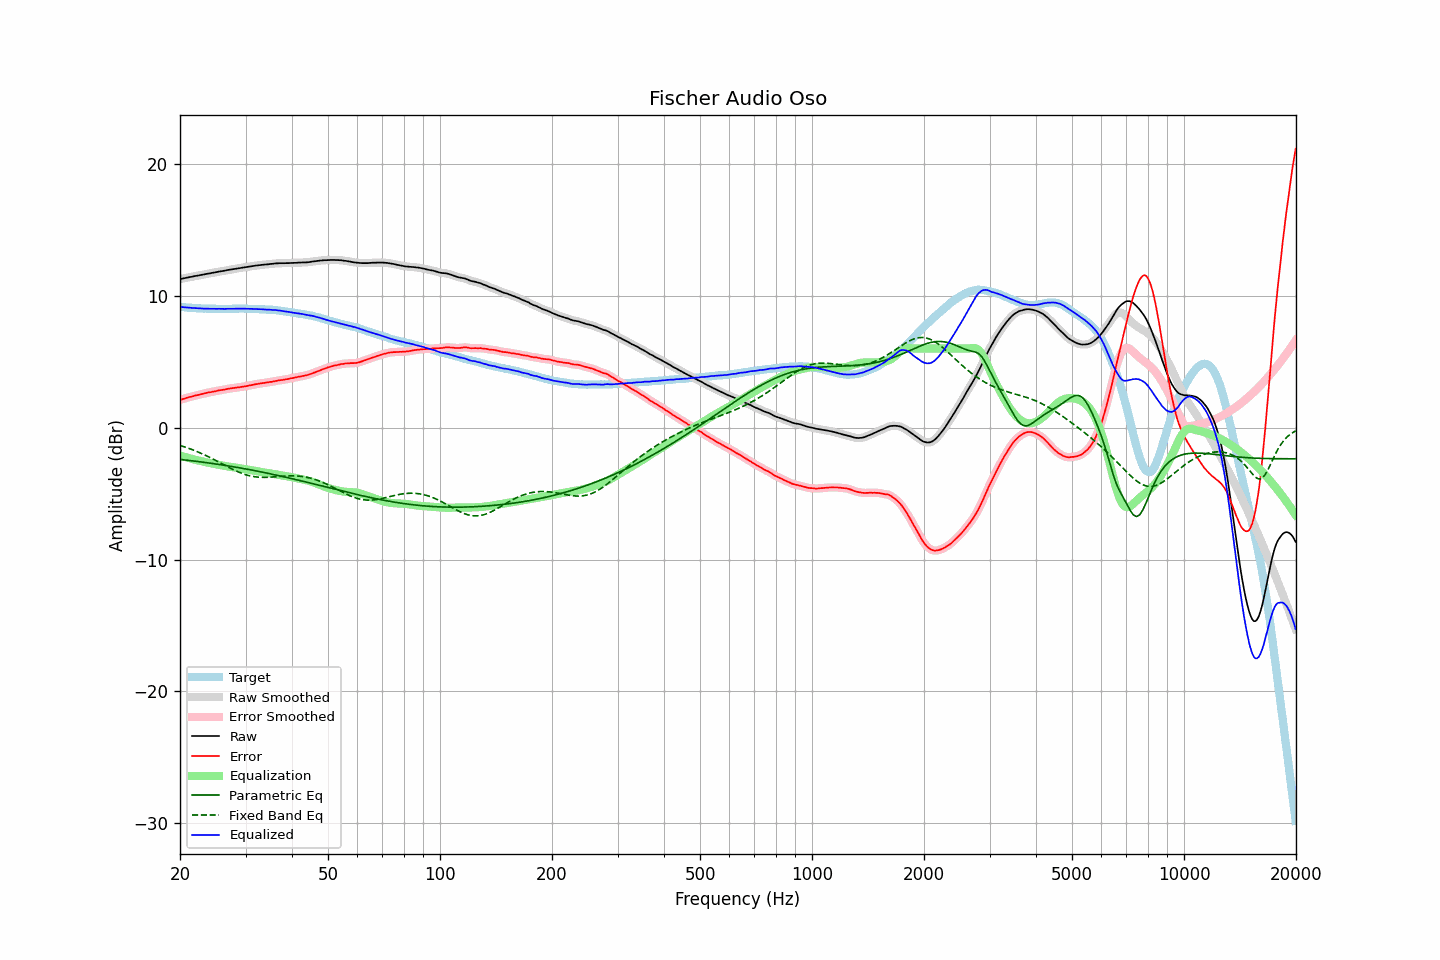 Fischer Audio Oso
Amplitude (dBr)
20
10
0
−10
−20
−30
Target
Raw Smoothed
Error Smoothed
Raw
Error
Equalization
Parametric Eq
Fixed Band Eq
Equalized
20 50 100 200 500 1000 2000 5000 10000 20000
Frequency (Hz)